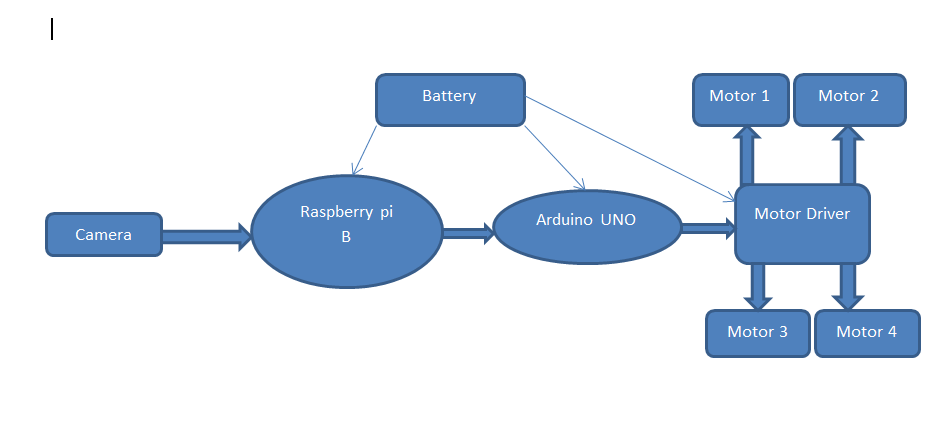 Battery
Motor 1
Motor 2
Raspberry pi
B
Arduino UNO
Motor Driver
Camera
Motor 3
Motor 4